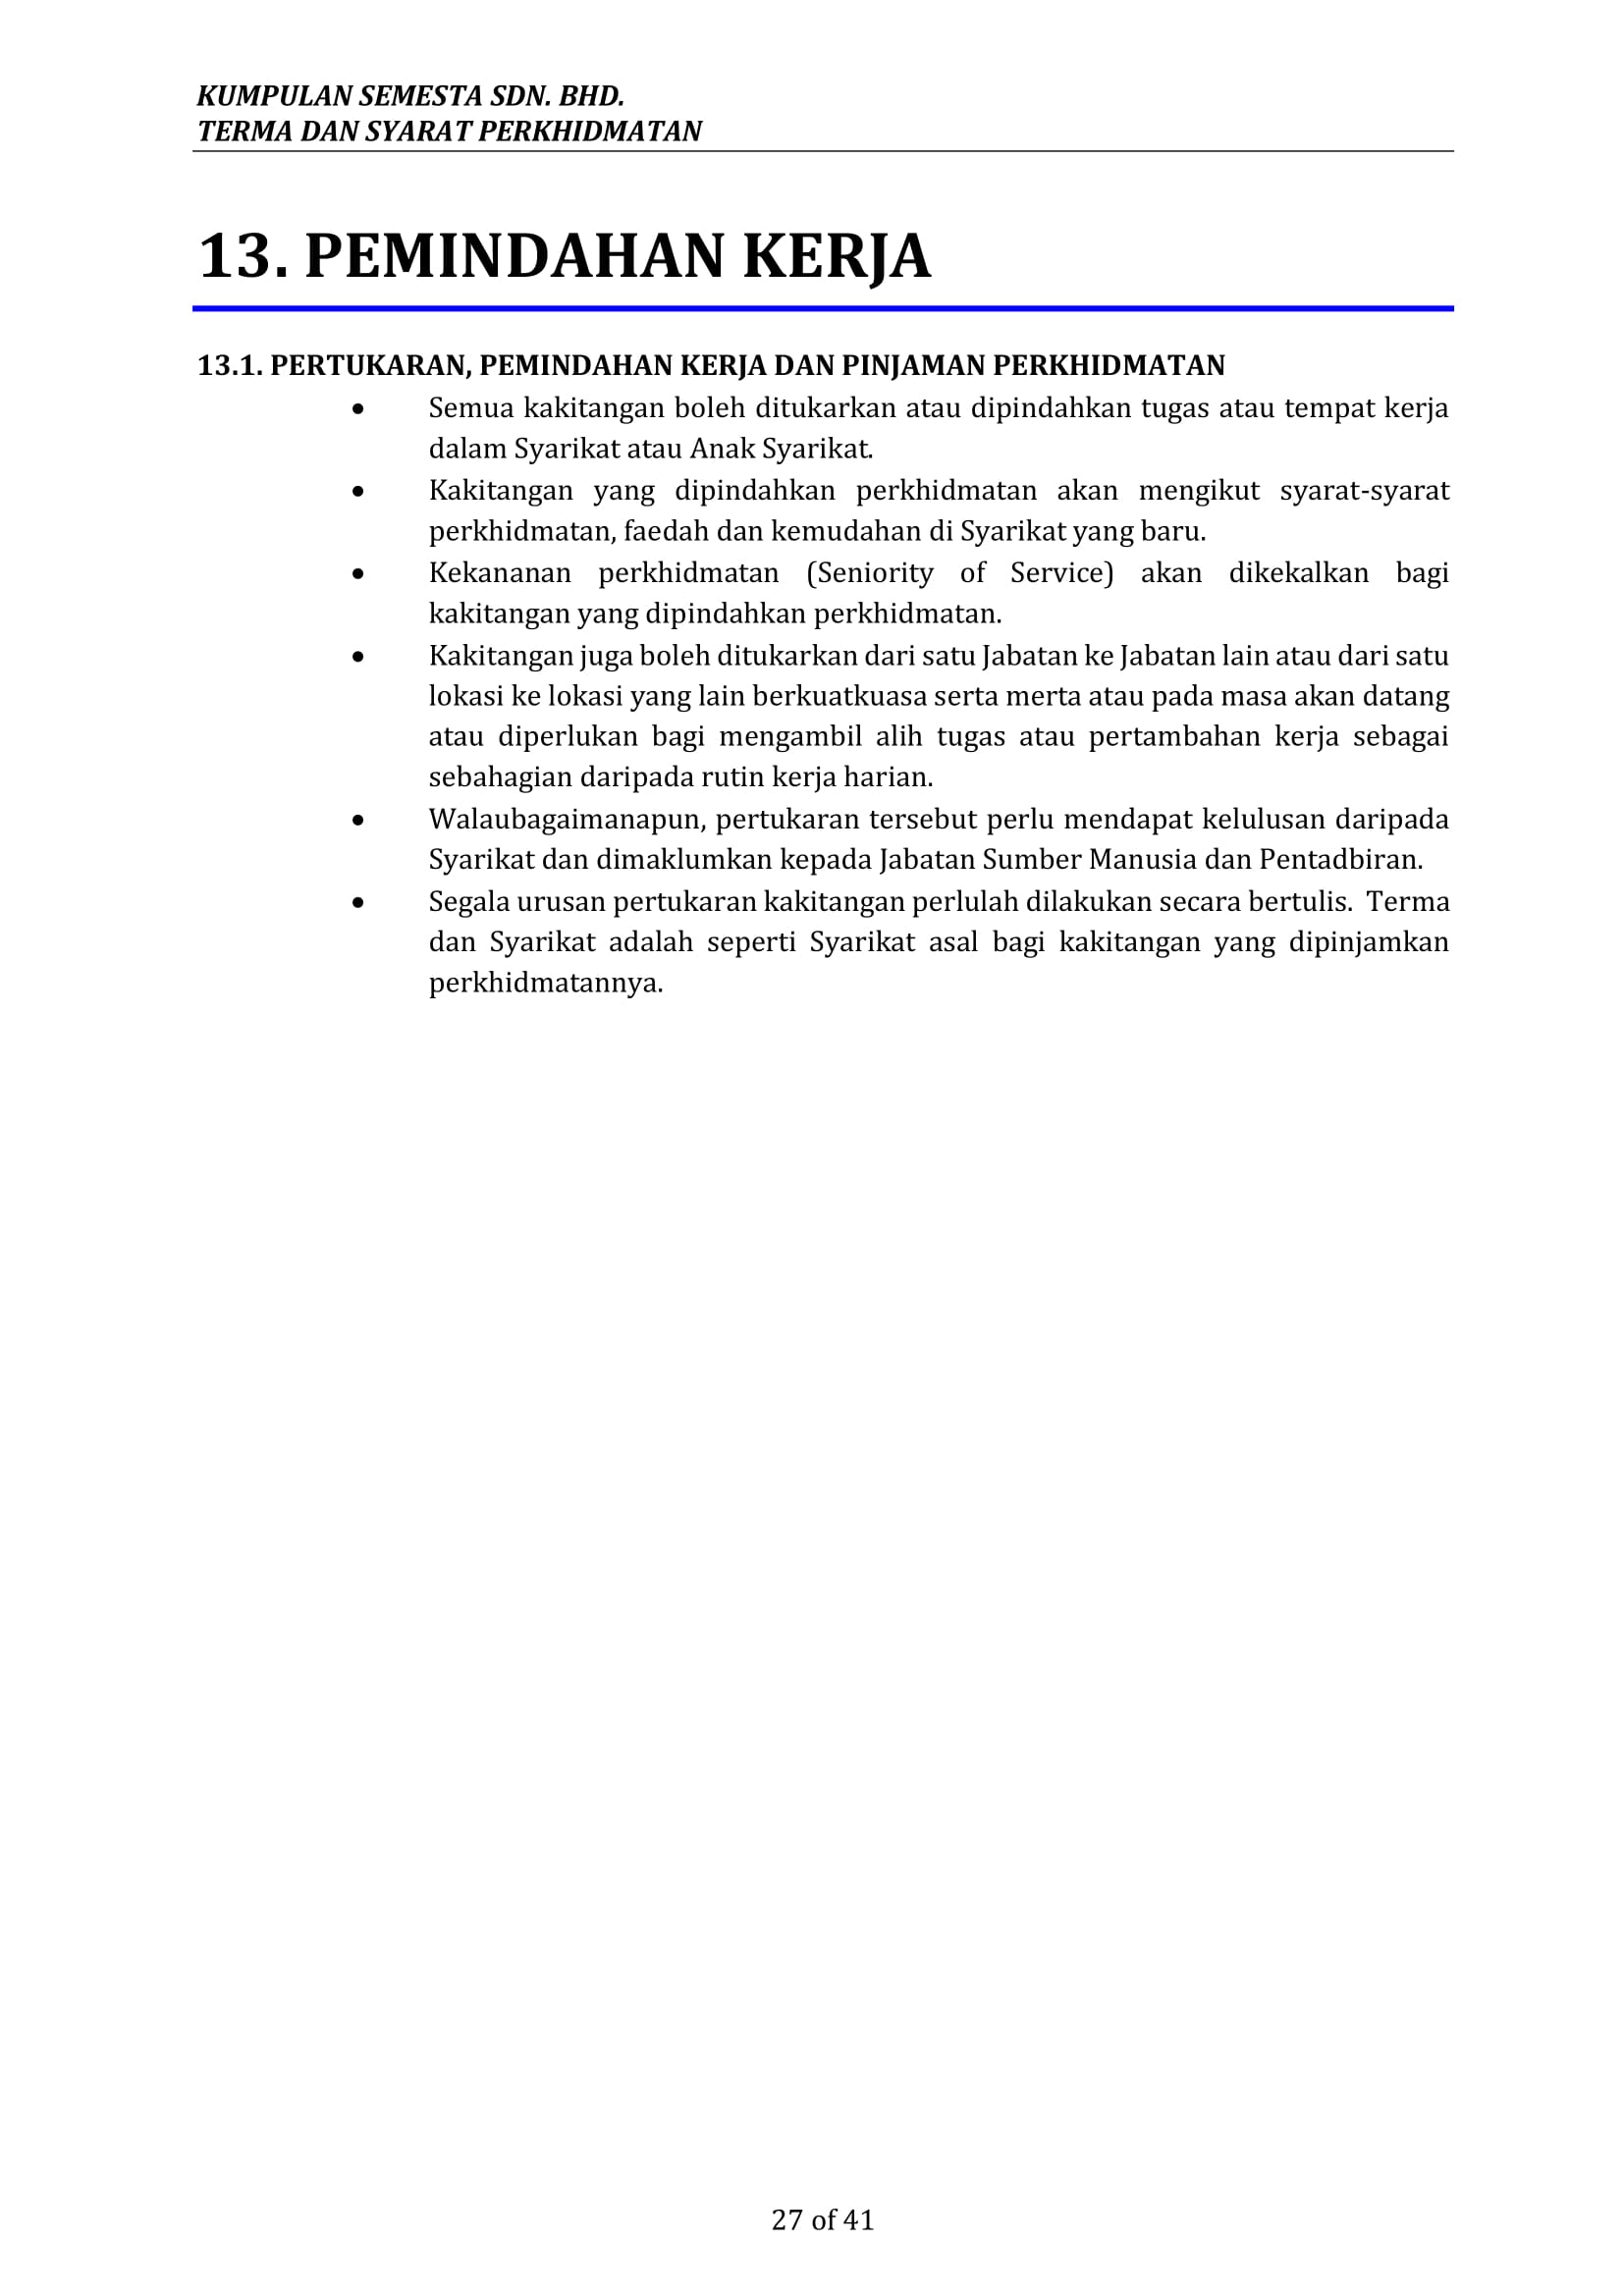 KUMPULAN SEMESTA SDN. BHD.
TERMA DAN SYARAT PERKHIDMATAN
13. PEMINDAHAN KERJA
13.1. PERTUKARAN, PEMINDAHAN KERJA DAN PINJAMAN PERKHIDMATAN
• Semua kakitangan boleh ditukarkan atau dipindahkan tugas atau tempat kerja
dalam Syarikat atau Anak Syarikat.
• Kakitangan yang dipindahkan perkhidmatan akan mengikut syarat-syarat
perkhidmatan, faedah dan kemudahan di Syarikat yang baru.
• Kekananan perkhidmatan (Seniority of Service) akan dikekalkan bagi
kakitangan yang dipindahkan perkhidmatan.
• Kakitangan juga boleh ditukarkan dari satu Jabatan ke Jabatan lain atau dari satu
lokasi ke lokasi yang lain berkuatkuasa serta merta atau pada masa akan datang
atau diperlukan bagi mengambil alih tugas atau pertambahan kerja sebagai
sebahagian daripada rutin kerja harian.
• Walaubagaimanapun, pertukaran tersebut perlu mendapat kelulusan daripada
Syarikat dan dimaklumkan kepada Jabatan Sumber Manusia dan Pentadbiran.
• Segala urusan pertukaran kakitangan perlulah dilakukan secara bertulis.  Terma
dan Syarikat adalah seperti Syarikat asal bagi kakitangan yang dipinjamkan
perkhidmatannya.
27 of 41